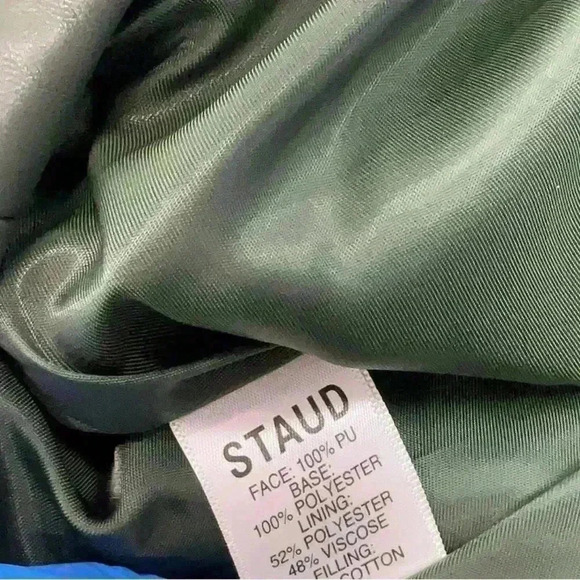 STAUD
FACE: 100% PU
BASE:
100% POLYESTER
LINING:
52% POLYESTER
48% VISCOSE
FILLING:
COTTON